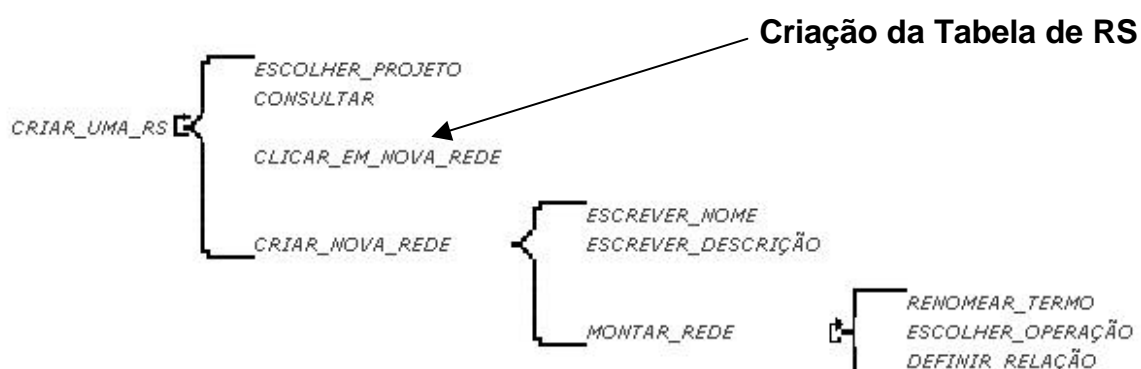 Criação da Tabela de RS
ESCOLHER_PROJETO
CONSULTAR
CRIAR_UMA_RS
CLICAR_EM_NOVA_REDE
ESCREVER_NOME
CRIAR_NOVA_REDE
ESCREVER_DESCRIÇÃO
RENOMEAR_TERMO
MONTAR_REDE
ESCOLHER_OPERAÇÃO
DEFINIR_RELAÇÃO